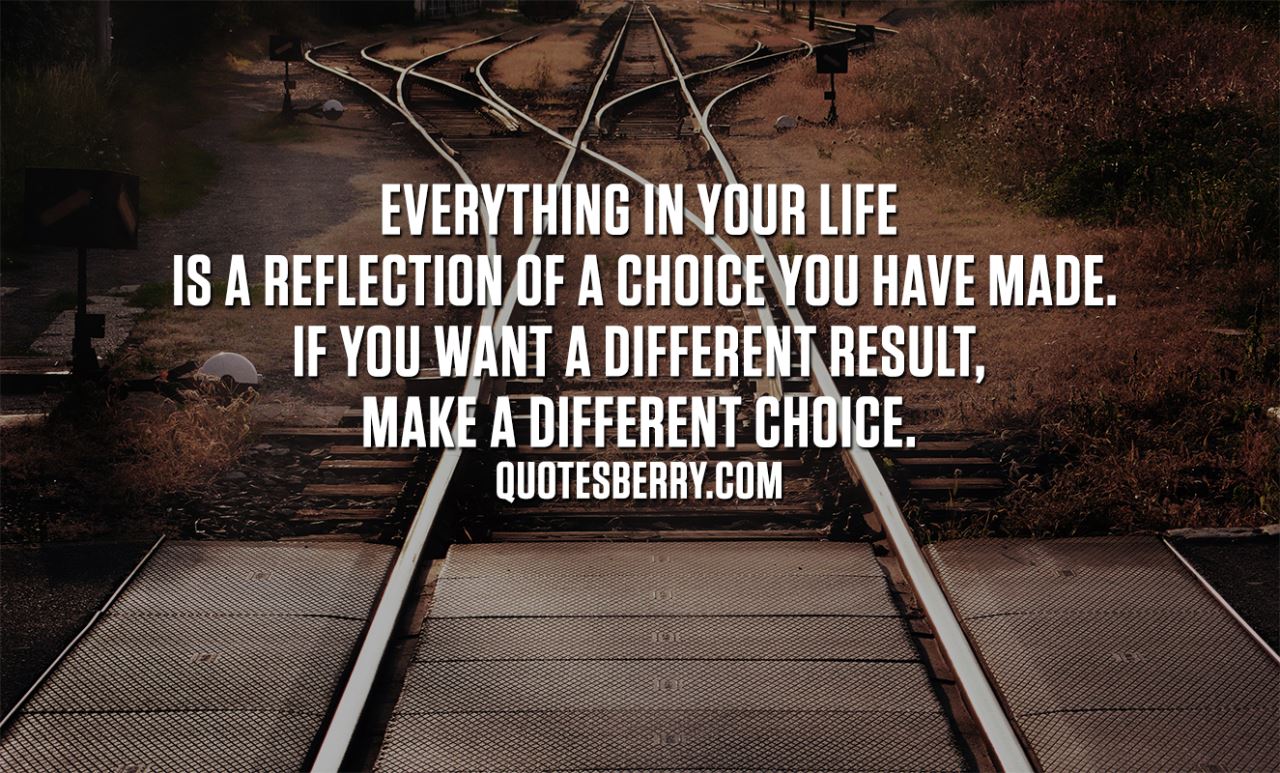 EVERYTHING IN YOUR LIFE
IS A REFLECTION OF A CHOICE YOU HAVE MADE.
IF YOU WANT A DIFFERENT RESULT,
MAKE A DIFFERENT CHOICE.
QUOTESBERRY.COM